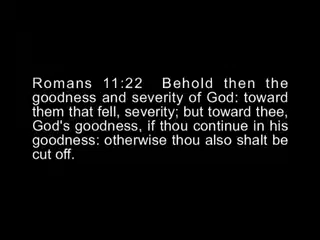 Romans 11:22 Behold then the
goodness and severity of God: toward
them that fell, severity; but toward thee,
God's goodness, if thou continue in his
goodness: otherwise thou also shalt be
cut off.